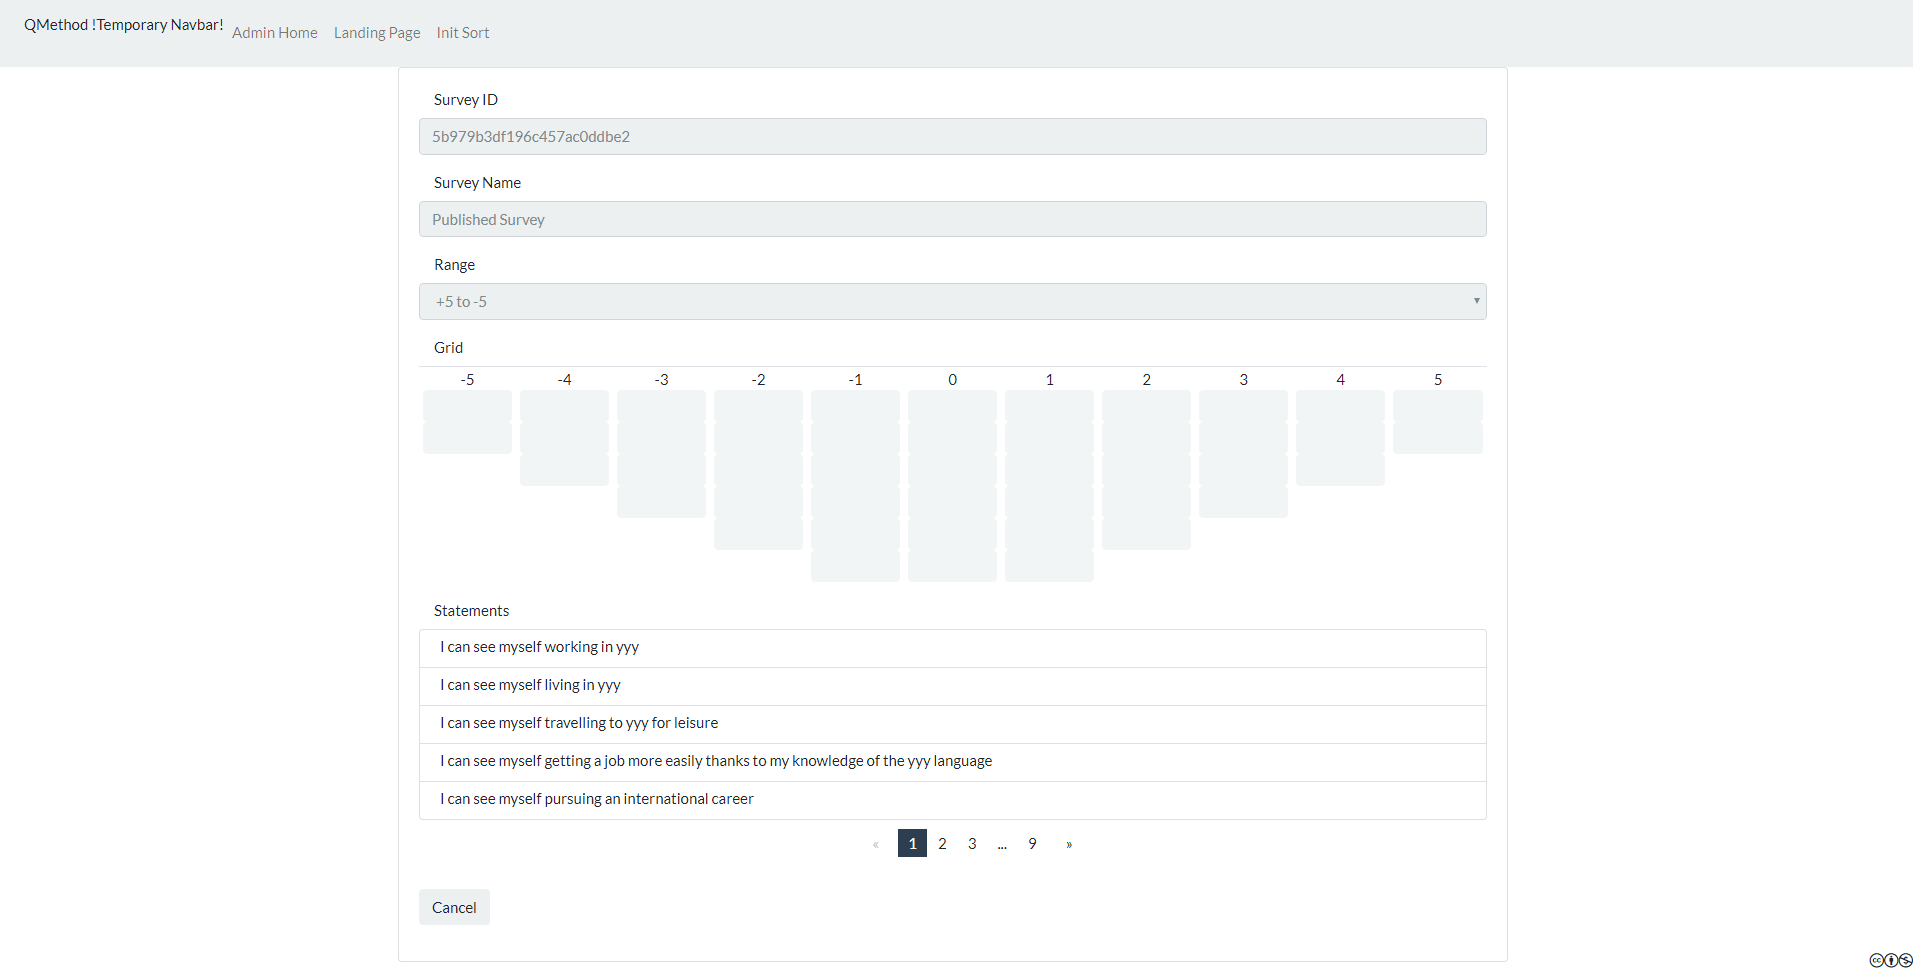 QMethod !Temporary Navbar! Admin Home Landing Page Init Sort
Survey ID
5b979b3df196c457ac0ddbe2
Survey Name
Published Survey
Range
+5 to -5
Grid
-5 -4 -3 -2 -1 0 1 2 3 4 5
Statements
I can see myself working in yyy
I can see myself living in yyy
I can see myself travelling to yyy for leisure
I can see myself getting a job more easily thanks to my knowledge of the yyy language
I can see myself pursuing an international career
« 1 2 3 ... 9 »
Cancel